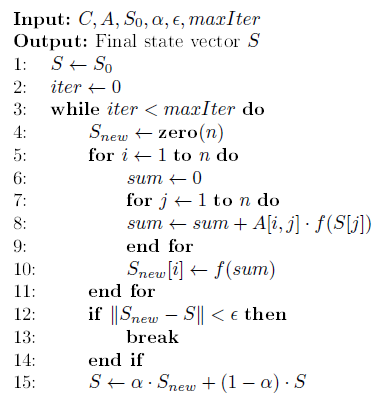 Input: C, A, S₀, α, ϵ, maxIter
Output: Final state vector S
1: S ← S₀
2: iter ← 0
3: while iter < maxIter do
4: S_new ← zero(n)
5: for i ← 1 to n do
6: sum ← 0
7: for j ← 1 to n do
8: sum ← sum + A[i, j] · f(S[j])
9: end for
10: S_new[i] ← f(sum)
11: end for
12: if ‖S_new − S‖ < ϵ then
13: break
14: end if
15: S ← α · S_new + (1 − α) · S